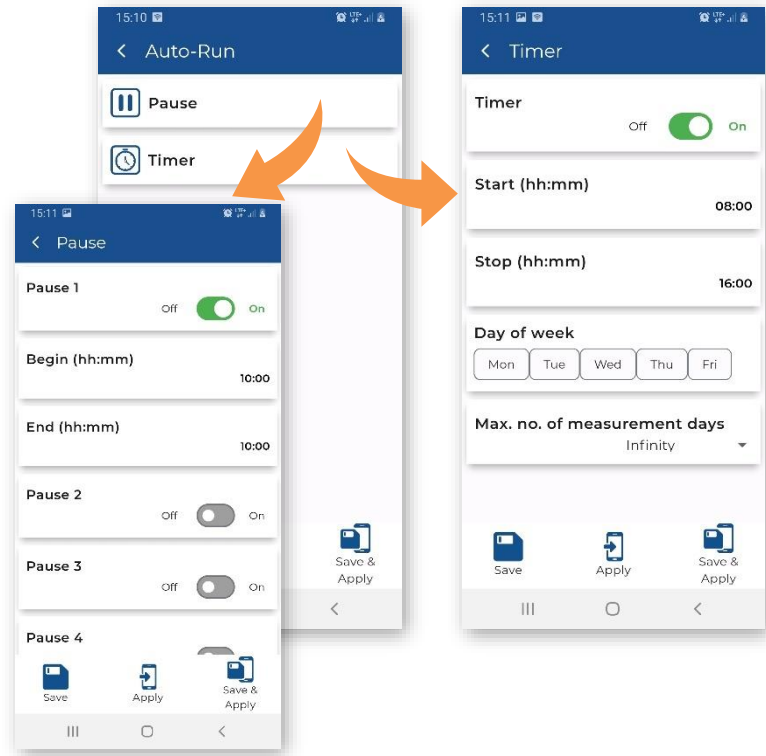 15:10
Auto-Run
Pause
Timer
Save &
Apply
15:11
Pause
Pause 1
Off On
Begin (hh:mm)
10:00
End (hh:mm)
10:00
Pause 2
Off On
Pause 3
Off On
Pause 4
Save
Apply
Save &
Apply
15:11
Timer
Timer
Off On
Start (hh:mm)
08:00
Stop (hh:mm)
16:00
Day of week
Mon Tue Wed Thu Fri
Max. no. of measurement days
Infinity
Save
Apply
Save &
Apply